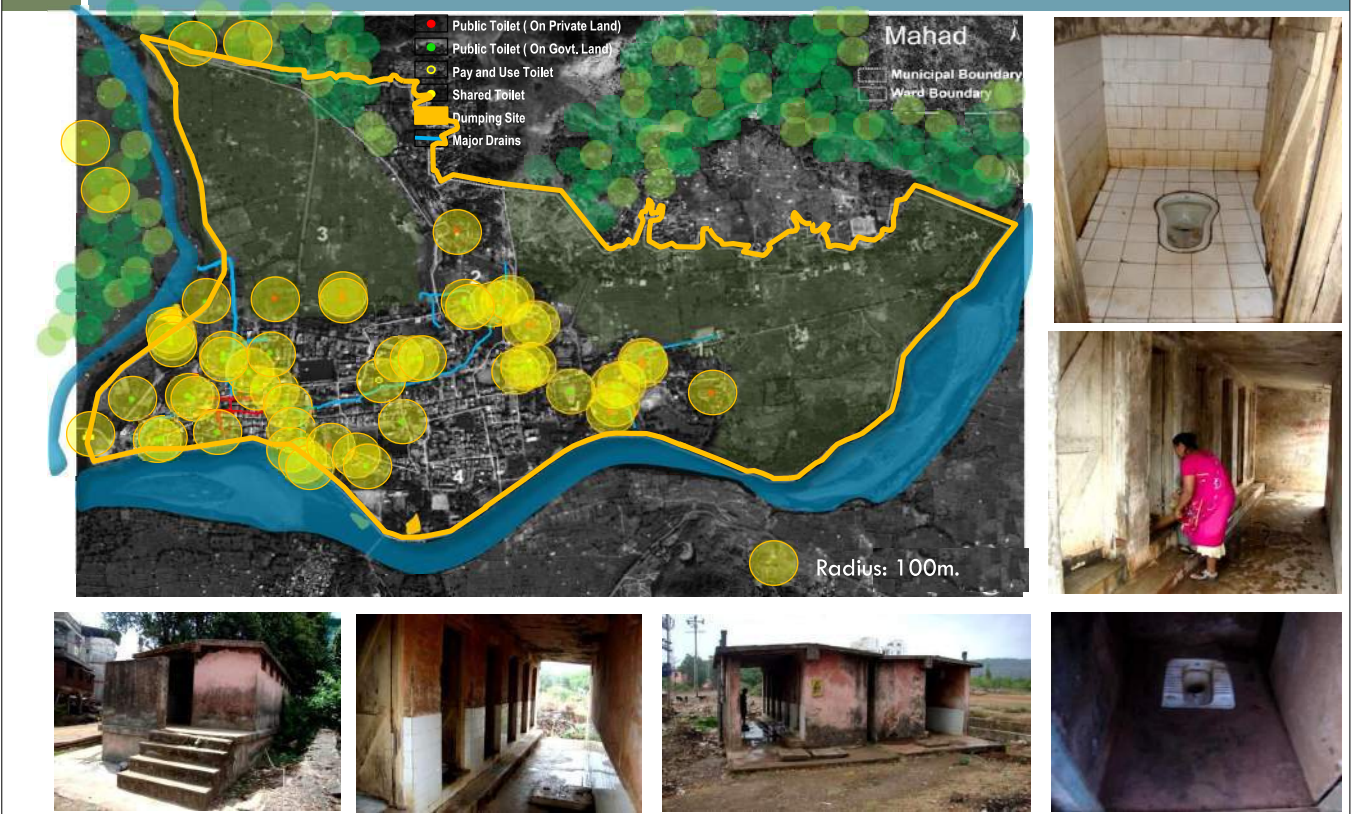 Public Toilet ( On Private Land)
Public Toilet ( On Govt. Land)
Pay and Use Toilet
Shared Toilet
Dumping Site
Major Drains
Mahad
N
Municipal Boundary
Ward Boundary
3
2
1
4
Radius: 100m.